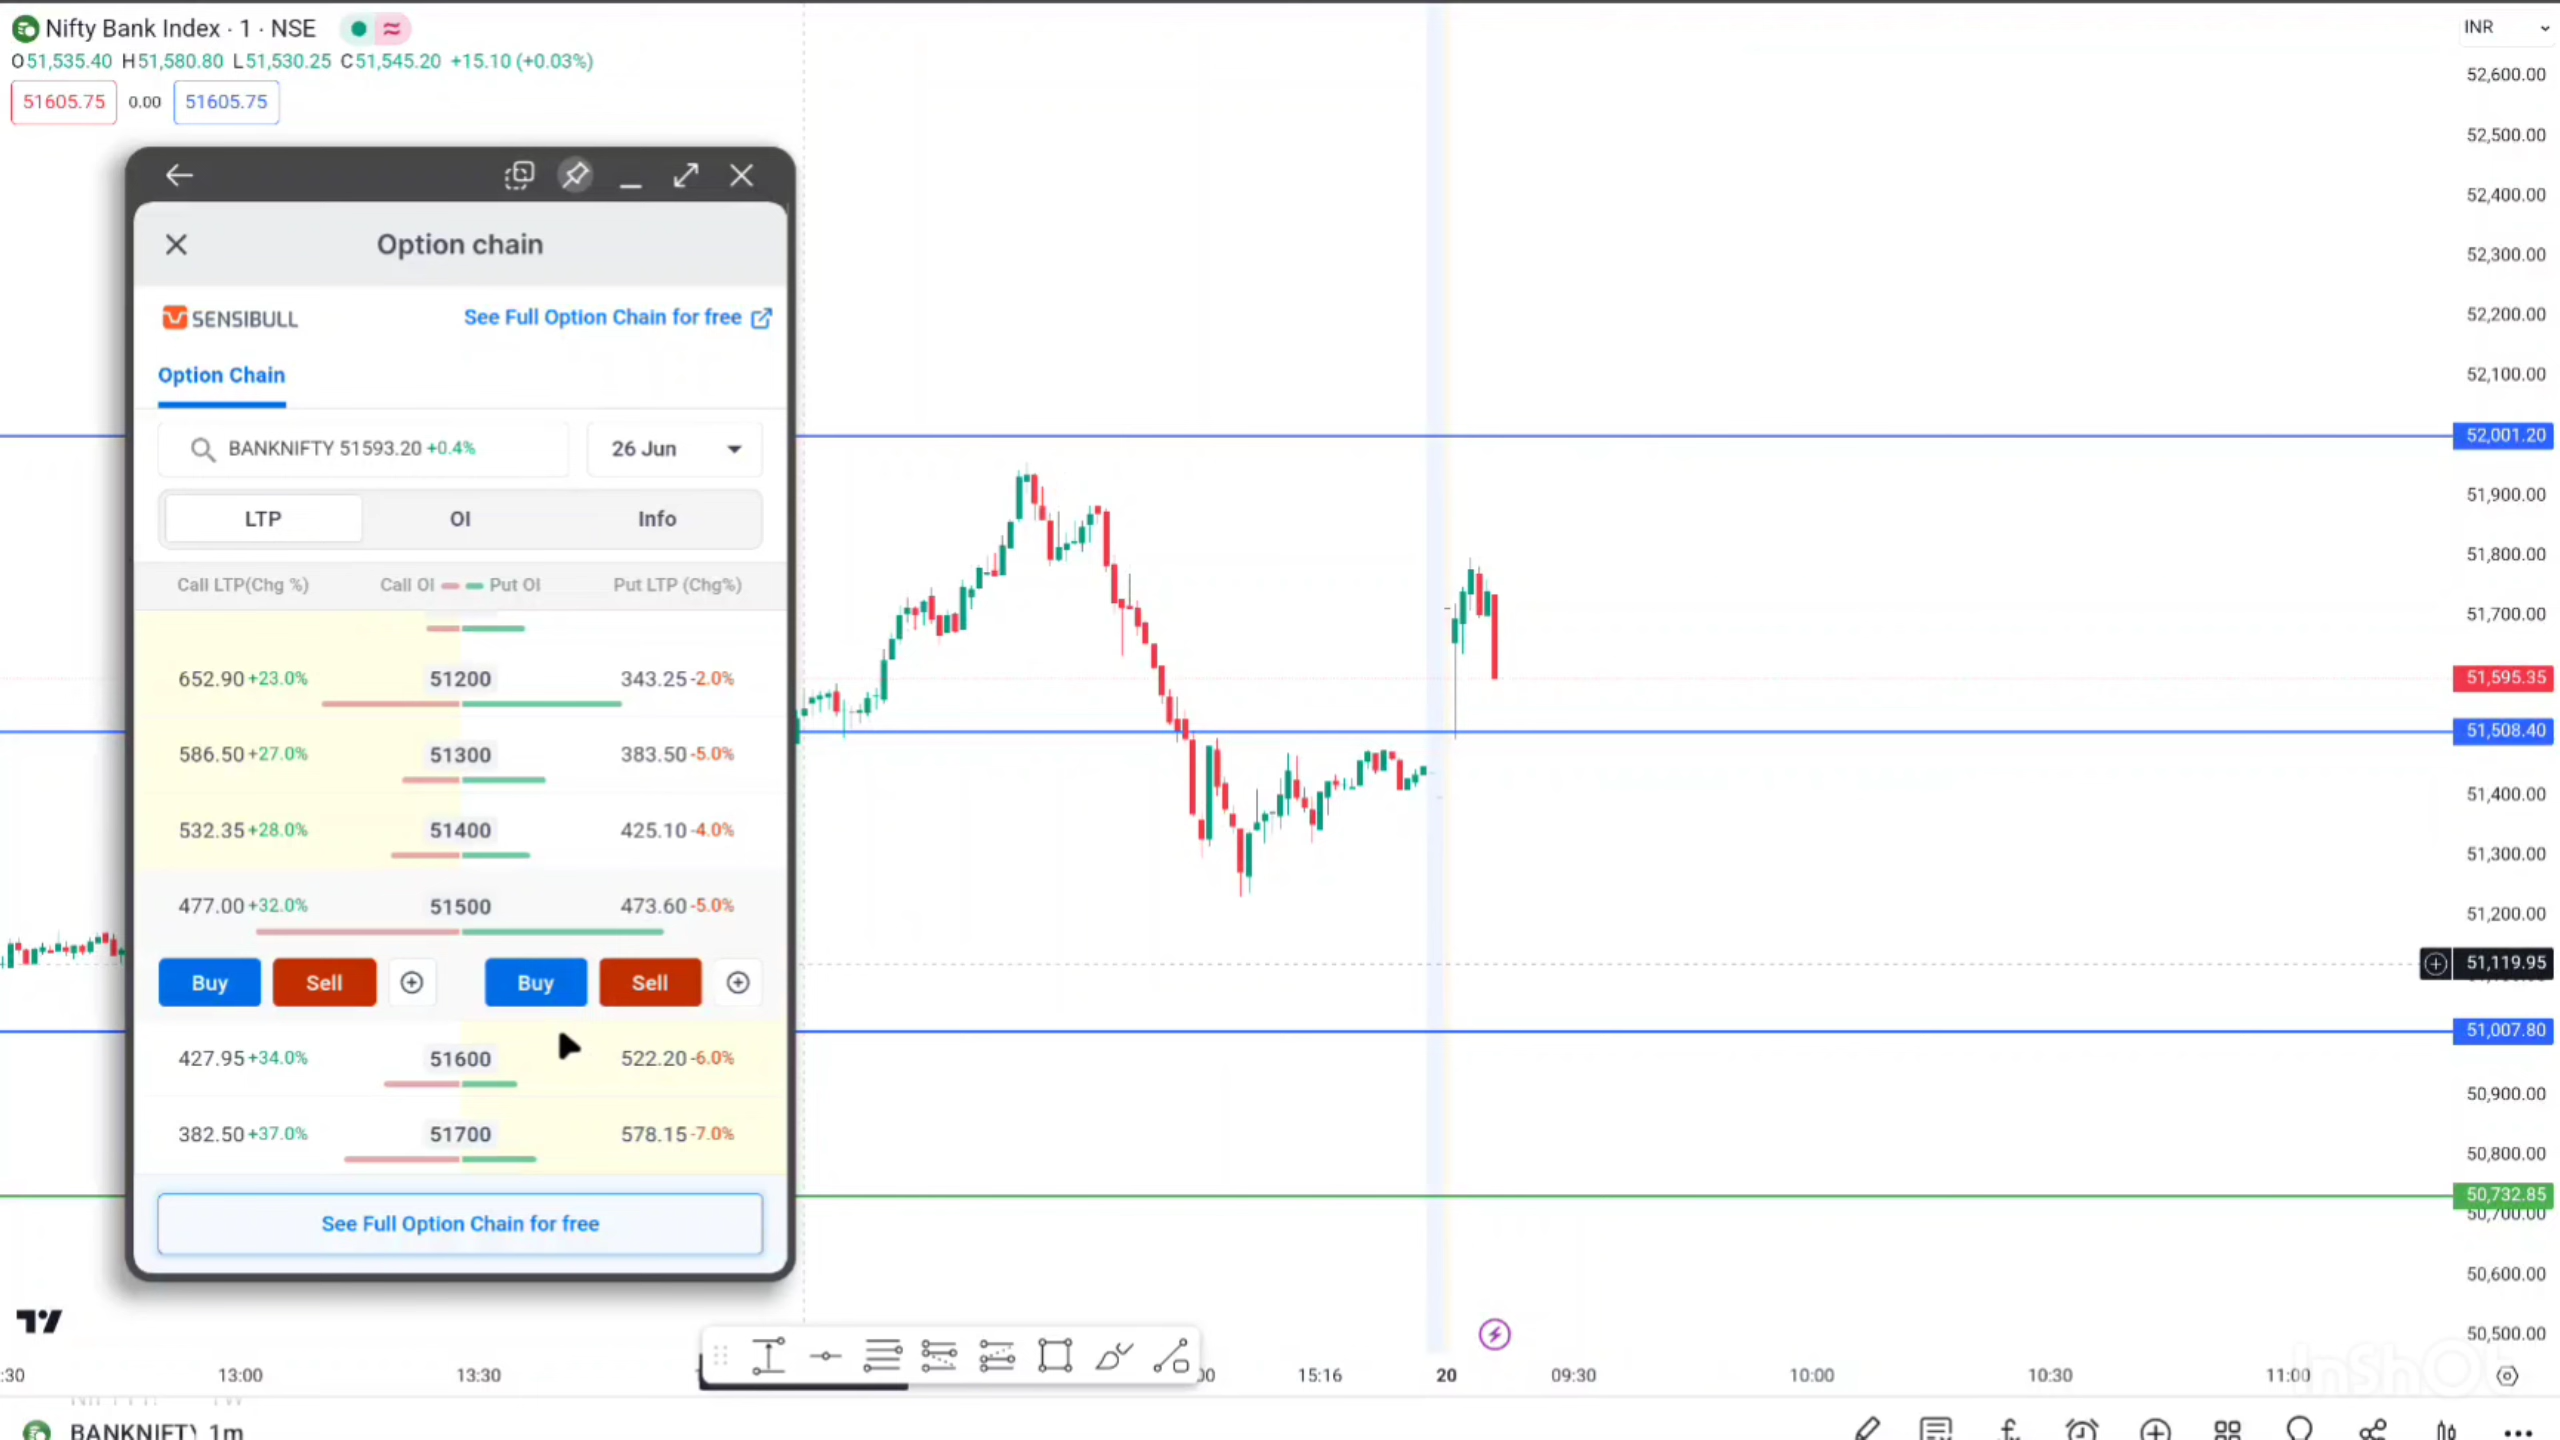 Nifty Bank Index · 1 · NSE
O51,535.40 H51,580.80 L51,530.25 C51,545.20 +15.10 (+0.03%)
51605.75 0.00 51605.75
Option chain
SENSIBULL
See Full Option Chain for free
Option Chain
BANKNIFTY 51593.20 +0.4%
26 Jun
LTP OI Info
Call LTP(Chg %) Call OI Put OI Put LTP (Chg%)
652.90 +23.0% 51200 343.25 -2.0%
586.50 +27.0% 51300 383.50 -5.0%
532.35 +28.0% 51400 425.10 -4.0%
477.00 +32.0% 51500 473.60 -5.0%
Buy Sell Buy Sell
427.95 +34.0% 51600 522.20 -6.0%
382.50 +37.0% 51700 578.15 -7.0%
See Full Option Chain for free
INR
52,600.00
52,500.00
52,400.00
52,300.00
52,200.00
52,100.00
52,001.20
51,900.00
51,800.00
51,700.00
51,595.35
51,508.40
51,400.00
51,300.00
51,200.00
51,119.95
51,007.80
50,900.00
50,800.00
50,732.85
50,700.00
50,600.00
50,500.00
:30 13:00 13:30 00 15:16 20 09:30 10:00 10:30 11:00
InShOt
BANKNIFTY 1m